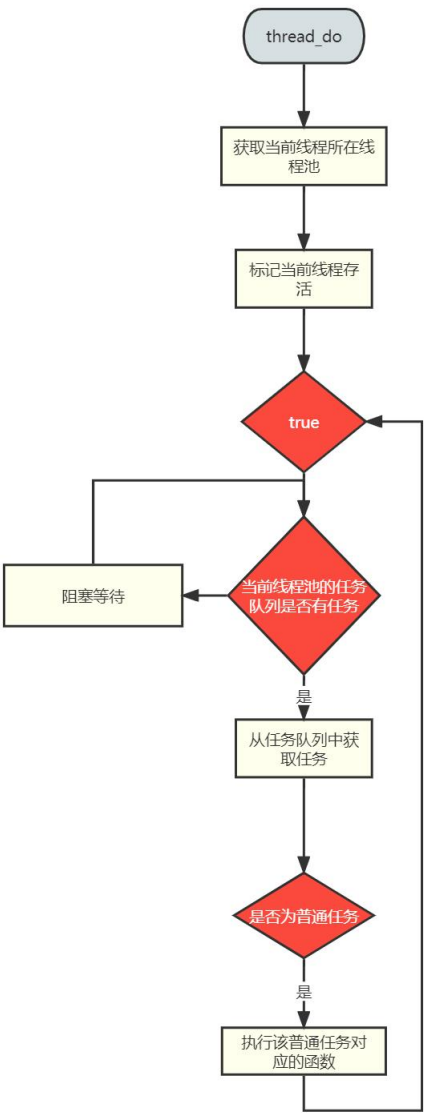 thread_do
获取当前线程所在线
程池
标记当前线程存
活
true
当前线程池的任务
队列是否有任务
阻塞等待
是
从任务队列中获
取任务
是否为普通任务
是
执行该普通任务对
应的函数